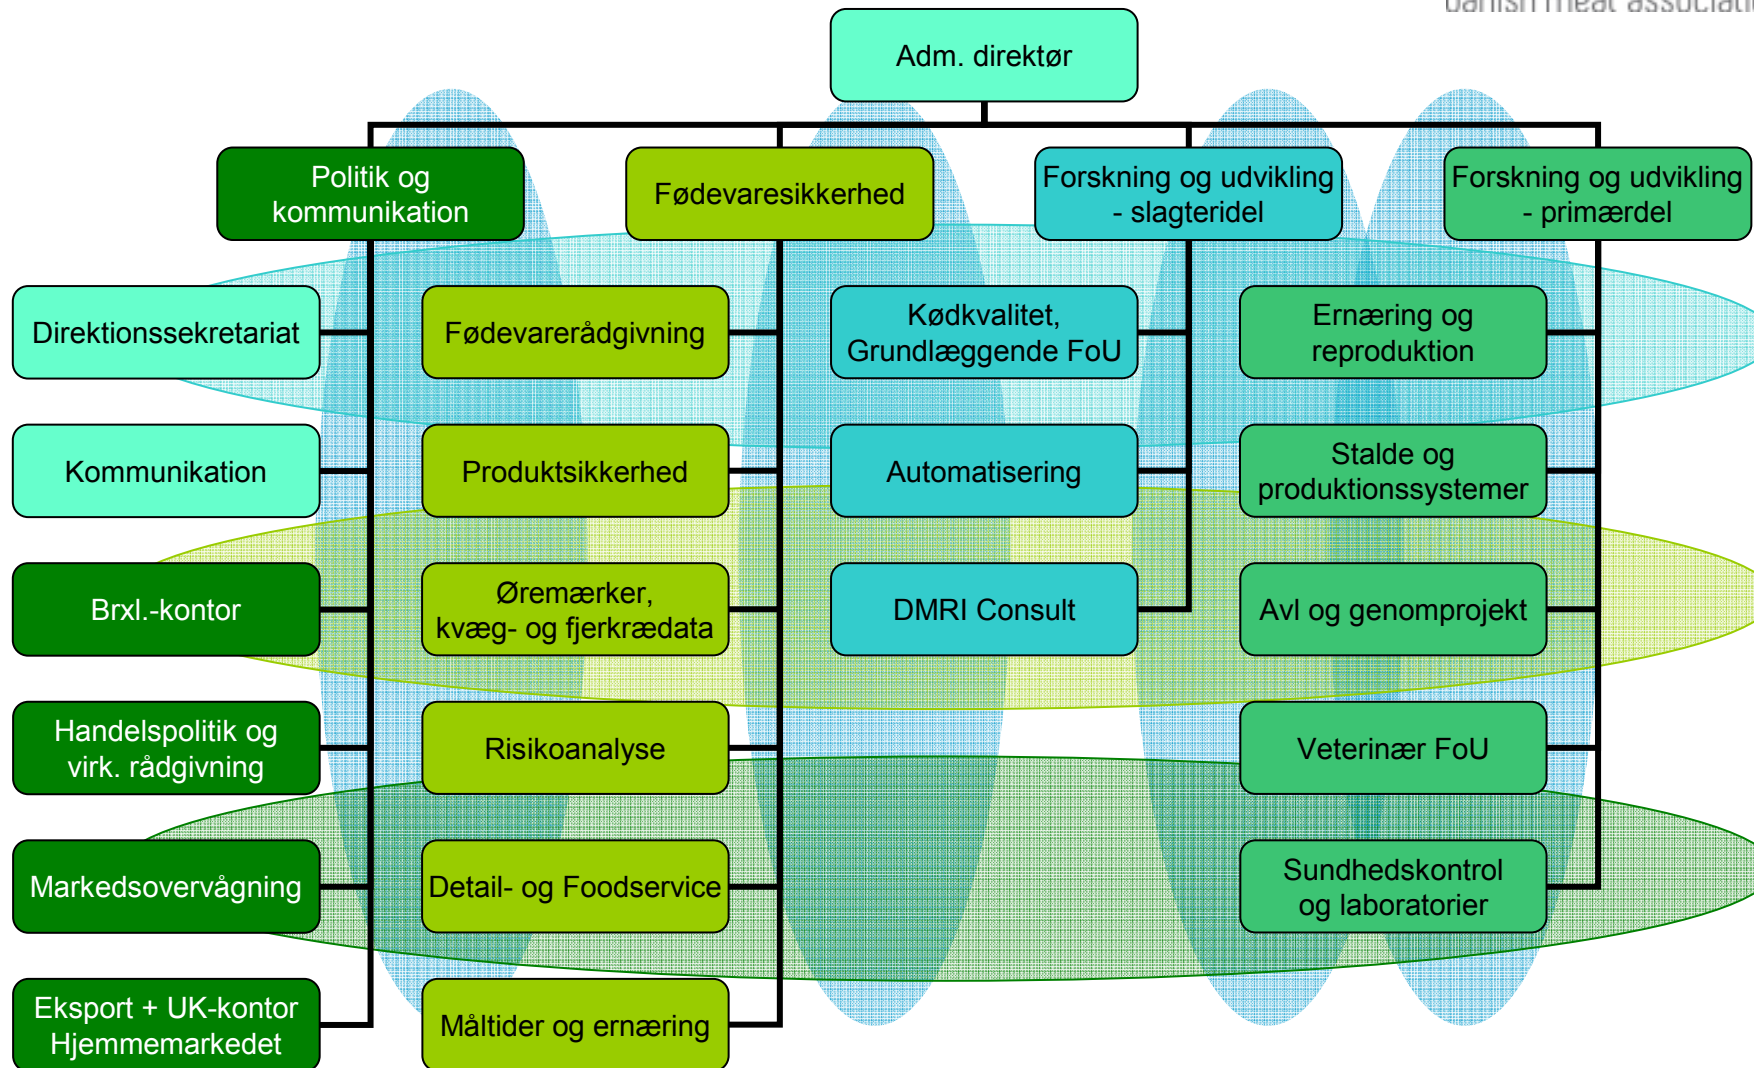 danish meat associatio
Adm. direktør
Politik og
kommunikation
Fødevaresikkerhed
Forskning og udvikling
- slagteridel
Forskning og udvikling
- primærdel
Direktionssekretariat
Fødevarerådgivning
Kødkvalitet,
Grundlæggende FoU
Ernæring og
reproduktion
Kommunikation
Produktsikkerhed
Automatisering
Stalde og
produktionssystemer
Brxl.-kontor
Øremærker,
kvæg- og fjerkrædata
DMRI Consult
Avl og genomprojekt
Handelspolitik og
virk. rådgivning
Risikoanalyse
Veterinær FoU
Markedsovervågning
Detail- og Foodservice
Sundhedskontrol
og laboratorier
Eksport + UK-kontor
Hjemmemarkedet
Måltider og ernæring